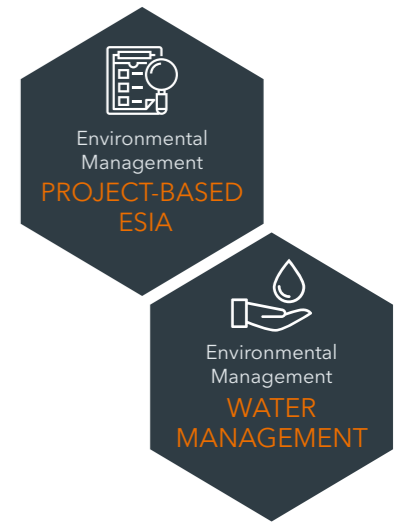 Environmental
Management
PROJECT-BASED
ESIA
Environmental
Management
WATER
MANAGEMENT